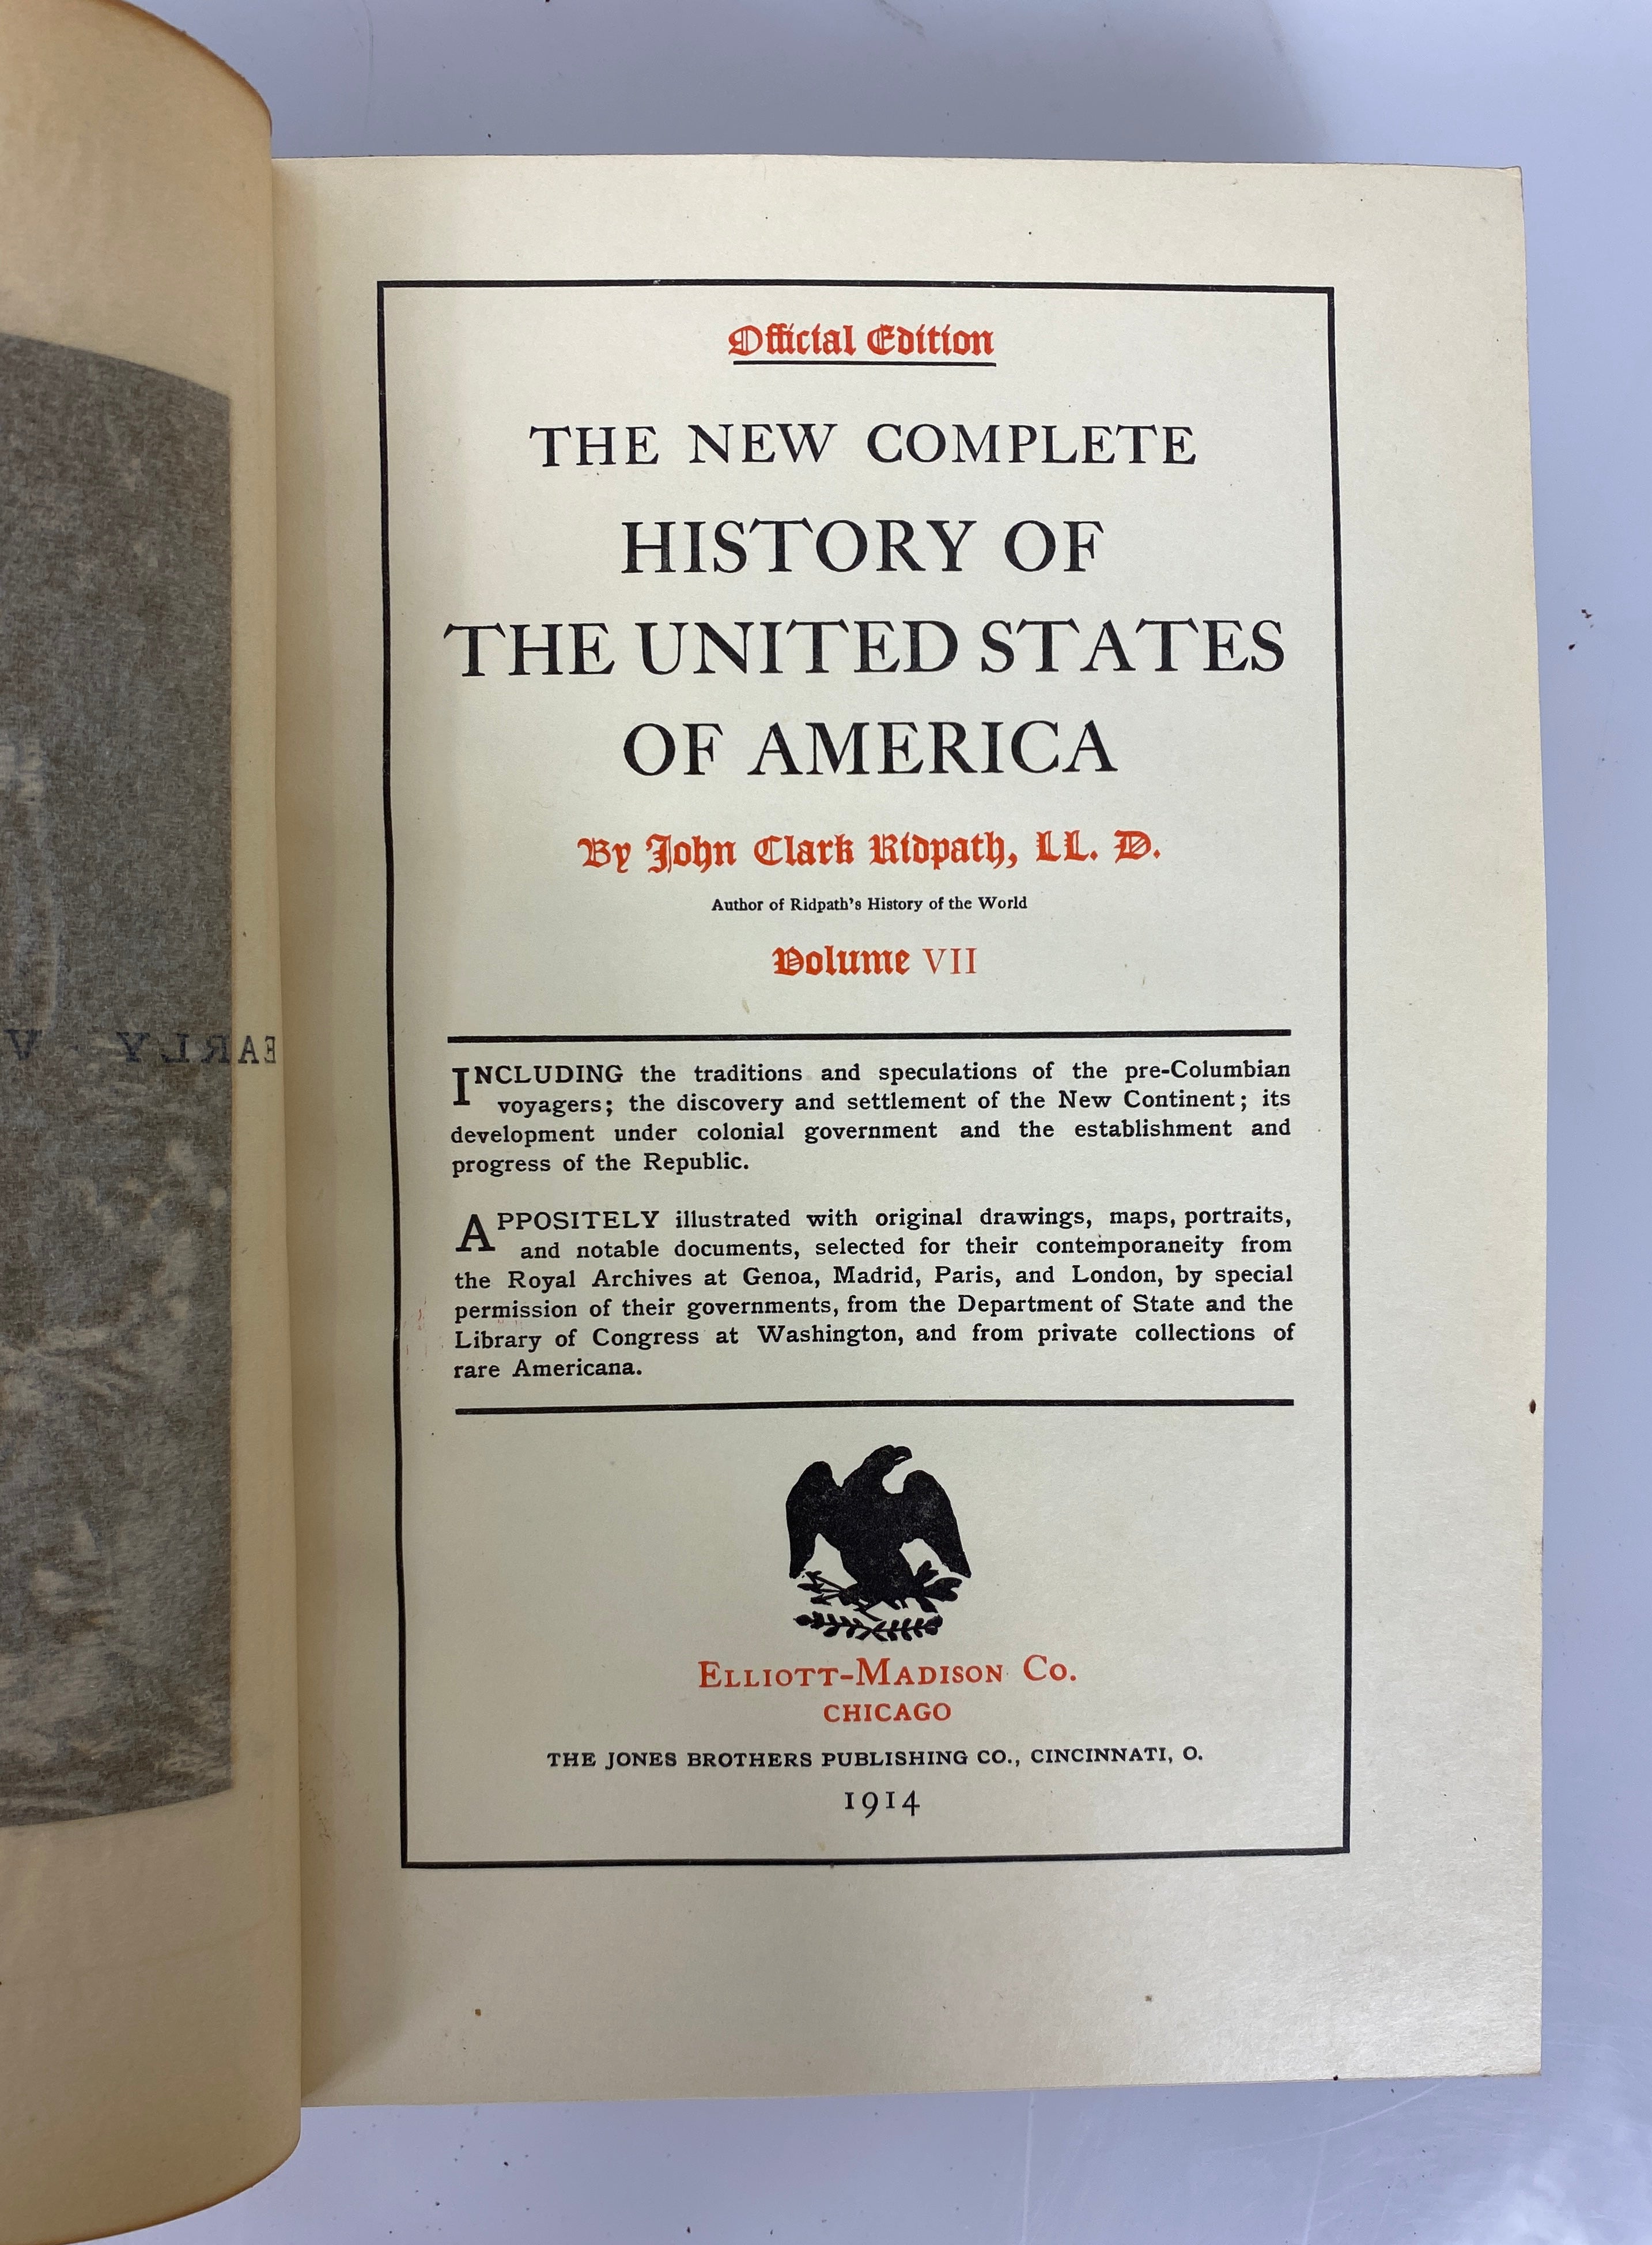 Official Edition
THE NEW COMPLETE
HISTORY OF
THE UNITED STATES
OF AMERICA
By John Clark Ridpath, LL. D.
Author of Ridpath's History of the World
Volume VII
INCLUDING the traditions and speculations of the pre-Columbian
voyagers; the discovery and settlement of the New Continent; its
development under colonial government and the establishment and
progress of the Republic.
APPOSITELY illustrated with original drawings, maps, portraits,
and notable documents, selected for their contemporaneity from
the Royal Archives at Genoa, Madrid, Paris, and London, by special
permission of their governments, from the Department of State and the
Library of Congress at Washington, and from private collections of
rare Americana.
ELLIOTT-MADISON CO.
CHICAGO
THE JONES BROTHERS PUBLISHING CO., CINCINNATI, O.
1914
EARLY